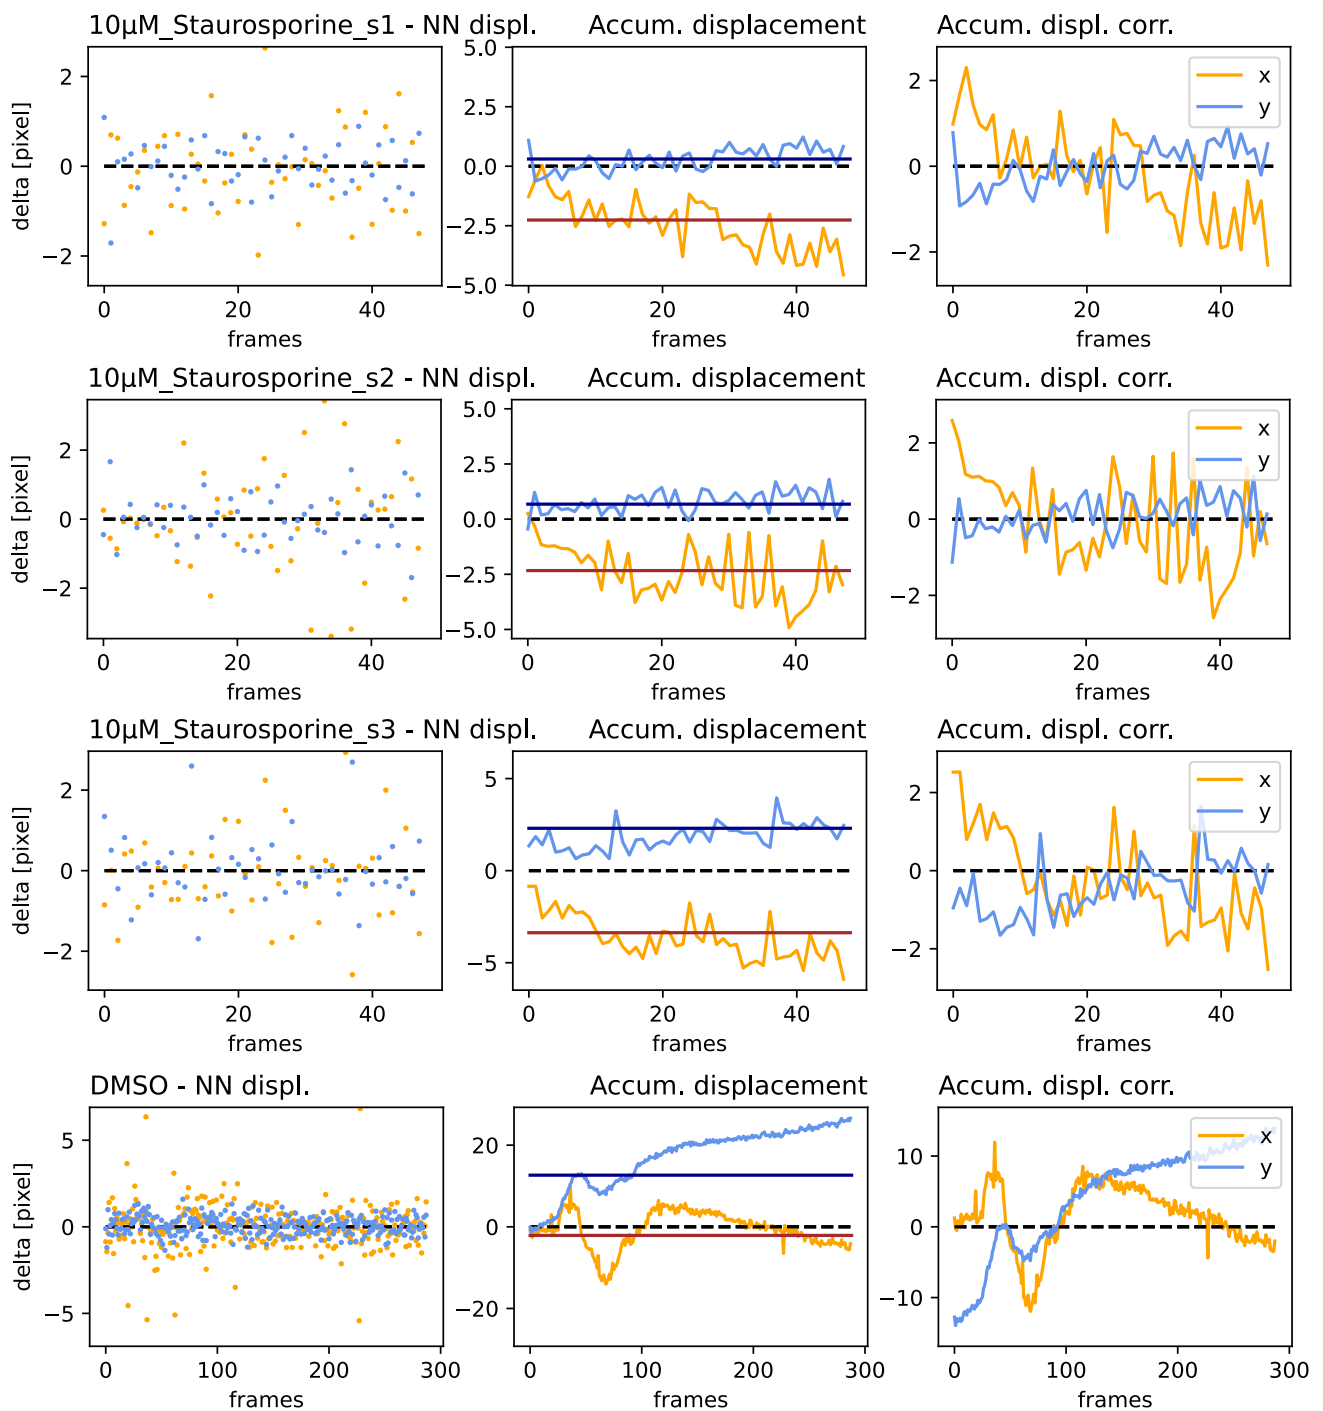 10µM_Staurosporine_s1 - NN displ. Accum. displacement Accum. displ. corr.
delta [pixel]
2
0
−2
0 20 40
frames
5.0
2.5
0.0
−2.5
−5.0
0 20 40
frames
2
0
−2
x
y
0 20 40
frames
10µM_Staurosporine_s2 - NN displ. Accum. displacement Accum. displ. corr.
delta [pixel]
2
0
−2
0 20 40
frames
5.0
2.5
0.0
−2.5
−5.0
0 20 40
frames
2
0
−2
x
y
0 20 40
frames
10µM_Staurosporine_s3 - NN displ. Accum. displacement Accum. displ. corr.
delta [pixel]
2
0
−2
0 20 40
frames
5
0
−5
0 20 40
frames
2
0
−2
x
y
0 20 40
frames
DMSO - NN displ. Accum. displacement Accum. displ. corr.
delta [pixel]
5
0
−5
0 100 200 300
frames
20
0
−20
0 100 200 300
frames
10
0
−10
x
y
0 100 200 300
frames